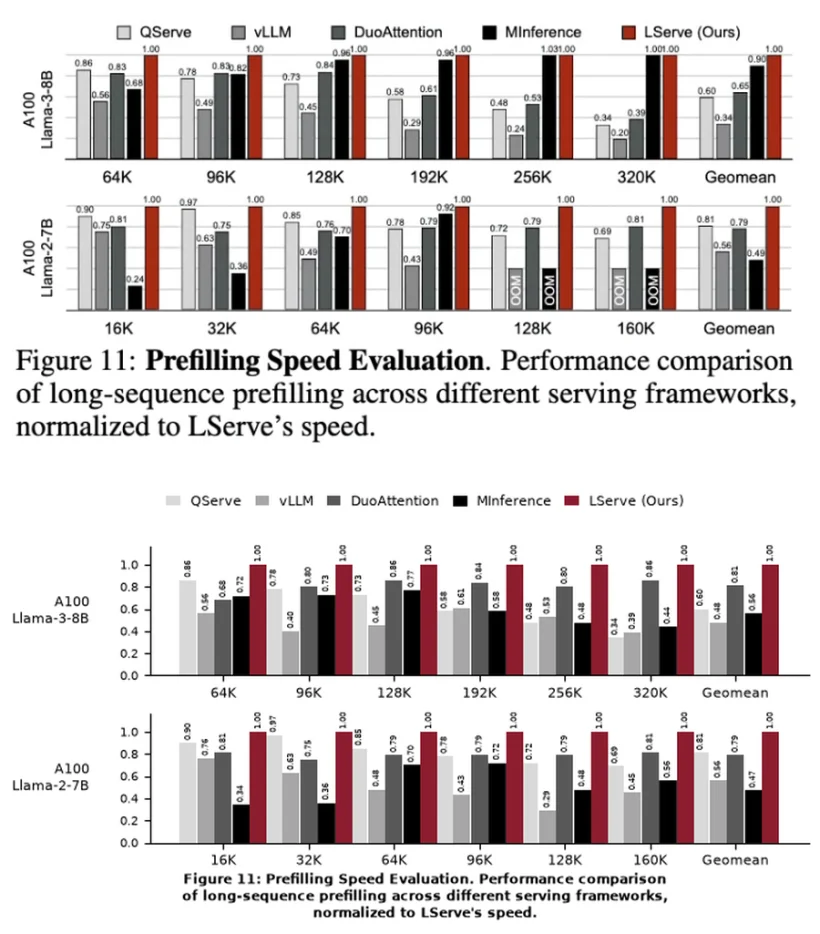 QServe vLLM DuoAttention MInference LServe (Ours)
A100
Llama-3-8B
0.86 0.56 0.83 0.68 1.00
0.78 0.49 0.83 0.82 1.00
0.73 0.45 0.84 0.96 1.00
0.58 0.29 0.61 0.96 1.00
0.48 0.24 0.53 1.03 1.00
0.34 0.20 0.39 1.00 1.00
0.60 0.34 0.65 0.90 1.00
64K 96K 128K 192K 256K 320K Geomean
A100
Llama-2-7B
0.90 0.75 0.81 0.24 1.00
0.97 0.63 0.75 0.36 1.00
0.85 0.49 0.76 0.70 1.00
0.78 0.43 0.79 0.92 1.00
0.72 OOM 0.79 OOM 1.00
0.69 OOM 0.81 OOM 1.00
0.81 0.56 0.79 0.49 1.00
16K 32K 64K 96K 128K 160K Geomean
Figure 11: Prefilling Speed Evaluation. Performance comparison
of long-sequence prefilling across different serving frameworks,
normalized to LServe's speed.
QServe vLLM DuoAttention MInference LServe (Ours)
A100
Llama-3-8B
1.0
0.8
0.6
0.4
0.2
0.0
0.86 0.56 0.68 0.72 1.00
0.78 0.40 0.80 0.73 1.00
0.73 0.45 0.86 0.77 1.00
0.58 0.61 0.84 0.58 1.00
0.48 0.53 0.80 0.48 1.00
0.34 0.39 0.86 0.44 1.00
0.60 0.48 0.81 0.56 1.00
64K 96K 128K 192K 256K 320K Geomean
A100
Llama-2-7B
1.0
0.8
0.6
0.4
0.2
0.0
0.90 0.76 0.81 0.34 1.00
0.97 0.63 0.75 0.36 1.00
0.85 0.48 0.79 0.70 1.00
0.78 0.43 0.79 0.72 1.00
0.72 0.29 0.79 0.48 1.00
0.69 0.45 0.81 0.56 1.00
0.81 0.56 0.79 0.47 1.00
16K 32K 64K 96K 128K 160K Geomean
Figure 11: Prefilling Speed Evaluation. Performance comparison
of long-sequence prefilling across different serving frameworks,
normalized to LServe's speed.